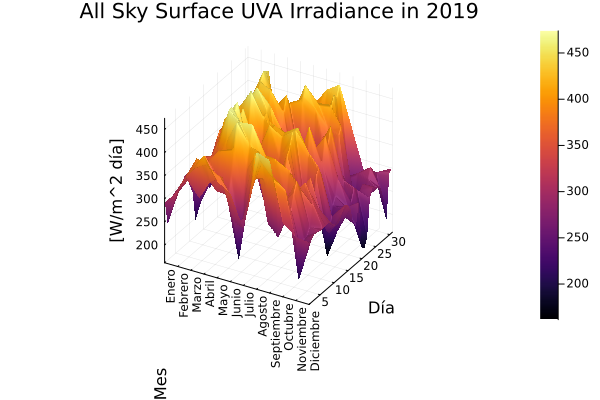 All Sky Surface UVA Irradiance in 2019
[W/m^2 día]
450
400
350
300
250
200
Enero
Febrero
Marzo
Abril
Mayo
Junio
Julio
Agosto
Septiembre
Octubre
Noviembre
Diciembre
Mes
5
10
15
20
25
30
Día
450
400
350
300
250
200